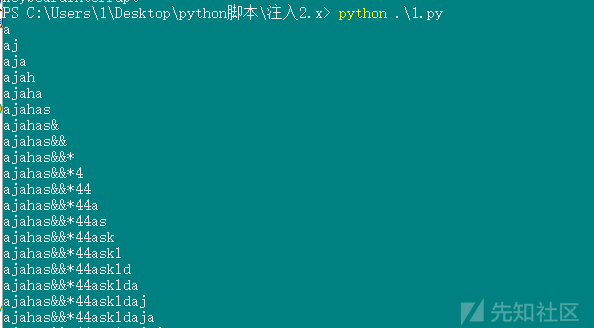 PS C:\Users\1\Desktop\python脚本\注入2.x> python .\1.py
a
aj
aja
ajah
ajaha
ajahas
ajahas&
ajahas&&
ajahas&&*
ajahas&&*4
ajahas&&*44
ajahas&&*44a
ajahas&&*44as
ajahas&&*44ask
ajahas&&*44askl
ajahas&&*44askld
ajahas&&*44asklda
ajahas&&*44askldaj
ajahas&&*44askldaja
先知社区